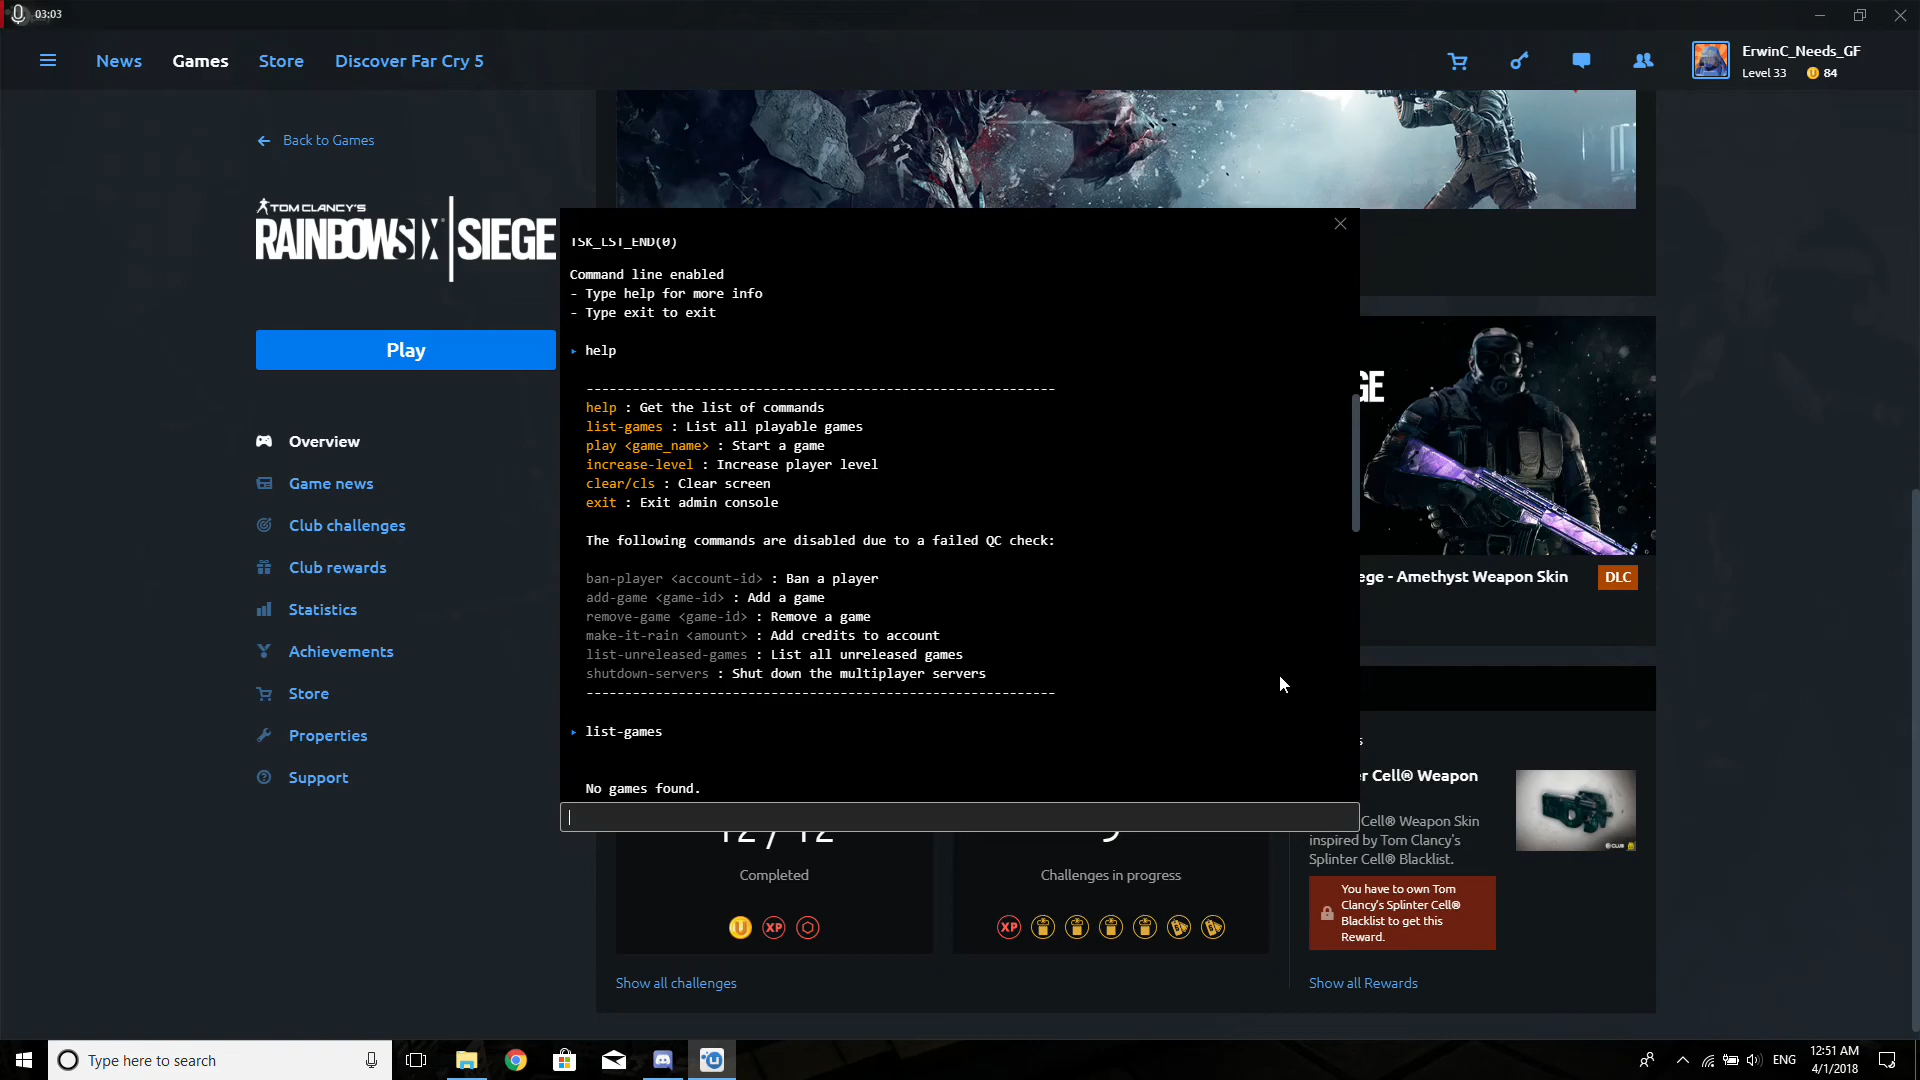 03:03
News
Games
Store
Discover Far Cry 5
ErwinC_Needs_GF
Level 33
84
Back to Games
TOM CLANCY'S
RAINBOWSIX | SIEGE
Play
Overview
Game news
Club challenges
Club rewards
Statistics
Achievements
Store
Properties
Support
TSK_LST_END(0)
Command line enabled
- Type help for more info
- Type exit to exit
help
-------------------------------------------------------------
help : Get the list of commands
list-games : List all playable games
play <game_name> : Start a game
increase-level : Increase player level
clear/cls : Clear screen
exit : Exit admin console
The following commands are disabled due to a failed QC check:
ban-player <account-id> : Ban a player
add-game <game-id> : Add a game
remove-game <game-id> : Remove a game
make-it-rain <amount> : Add credits to account
list-unreleased-games : List all unreleased games
shutdown-servers : Shut down the multiplayer servers
-------------------------------------------------------------
list-games
No games found.
GE
ege - Amethyst Weapon Skin
DLC
s
r Cell® Weapon
Cell® Weapon Skin
inspired by Tom Clancy's
Splinter Cell® Blacklist.
CLUB
You have to own Tom
Clancy's Splinter Cell®
Blacklist to get this
Reward.
Show all Rewards
12 / 12
Completed
XP
Show all challenges
9
Challenges in progress
XP
Type here to search
ENG
12:51 AM
4/1/2018